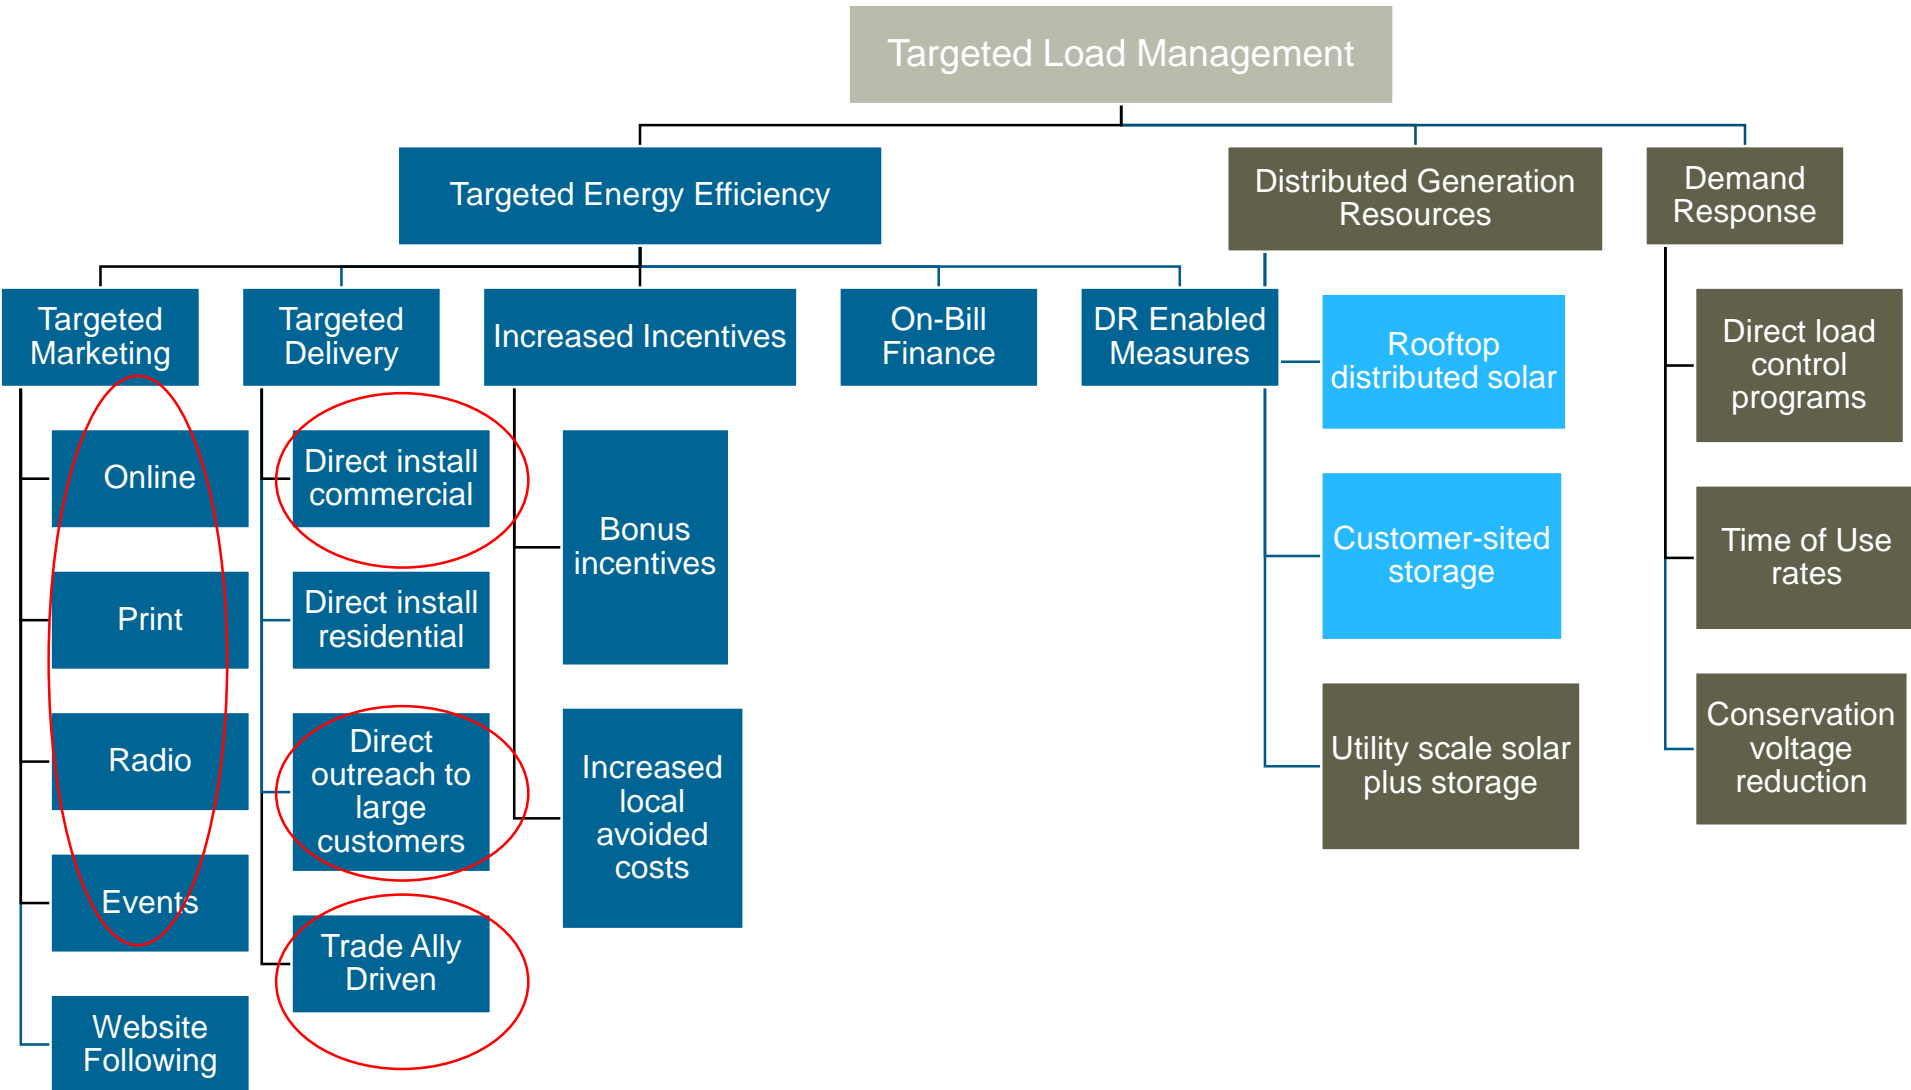 Targeted Load Management
Targeted Energy Efficiency
Distributed Generation
Resources
Demand
Response
Targeted
Marketing
Targeted
Delivery
Increased Incentives
On-Bill
Finance
DR Enabled
Measures
Online
Print
Radio
Events
Website
Following
Direct install
commercial
Direct install
residential
Direct
outreach to
large
customers
Trade Ally
Driven
Bonus
incentives
Increased
local
avoided
costs
Rooftop
distributed solar
Customer-sited
storage
Utility scale solar
plus storage
Direct load
control
programs
Time of Use
rates
Conservation
voltage
reduction